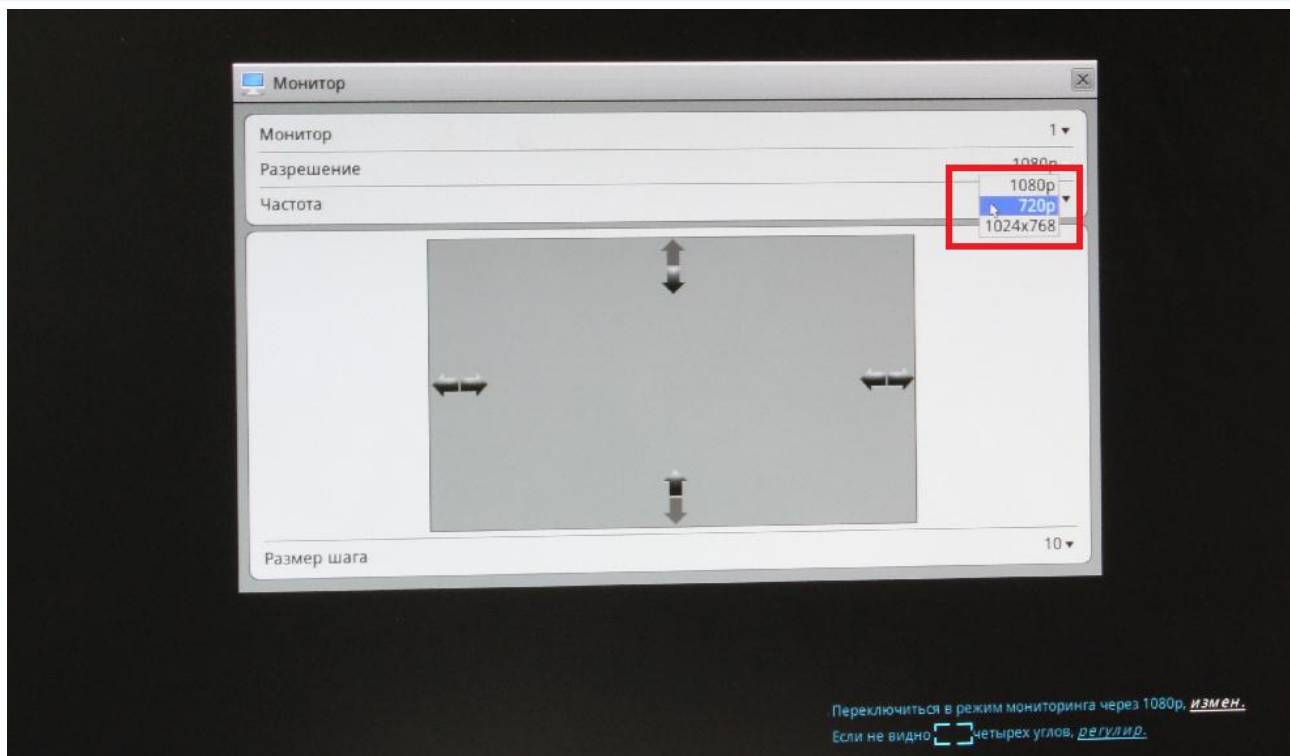 Монитор
Монитор 1
Разрешение 1080p
1080p
Частота
720p
1024x768
Размер шага 10
Переключиться в режим мониторинга через 1080p, измен.
Если не видно четырех углов, регулир.